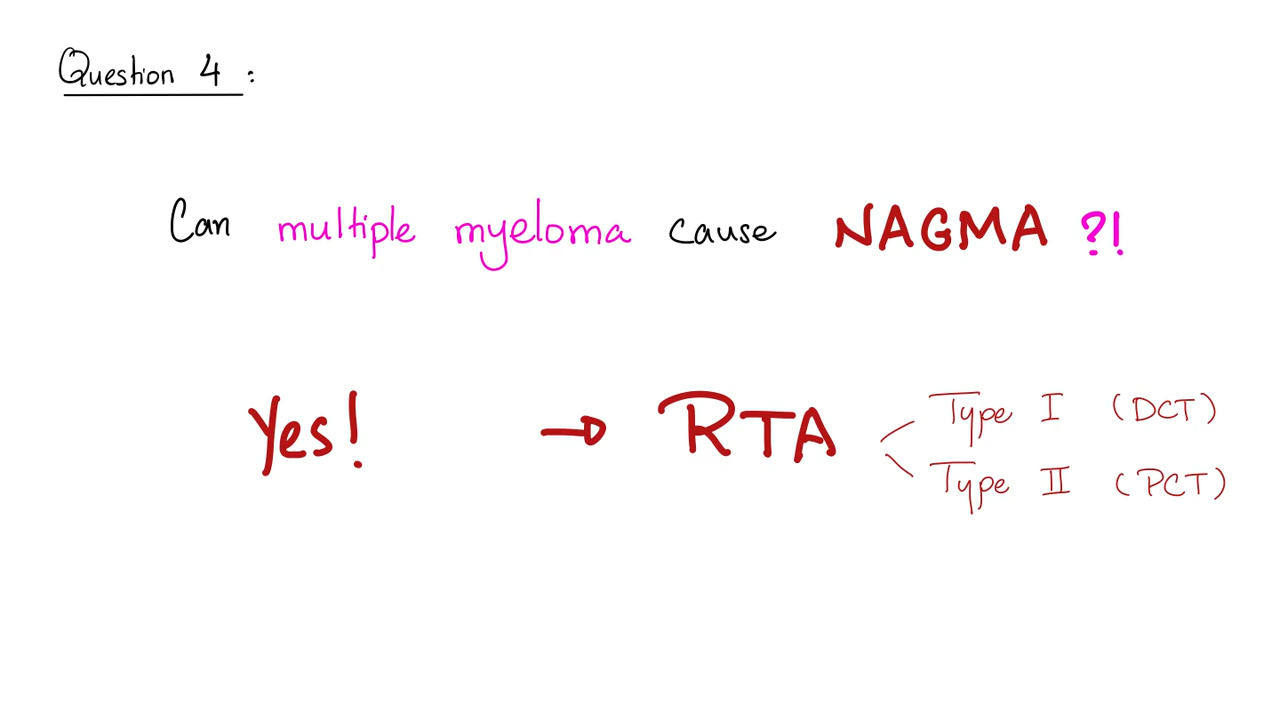 Question 4 :
Can multiple myeloma cause NAGMA ?!
Yes! → RTA
Type I (DCT)
Type II (PCT)